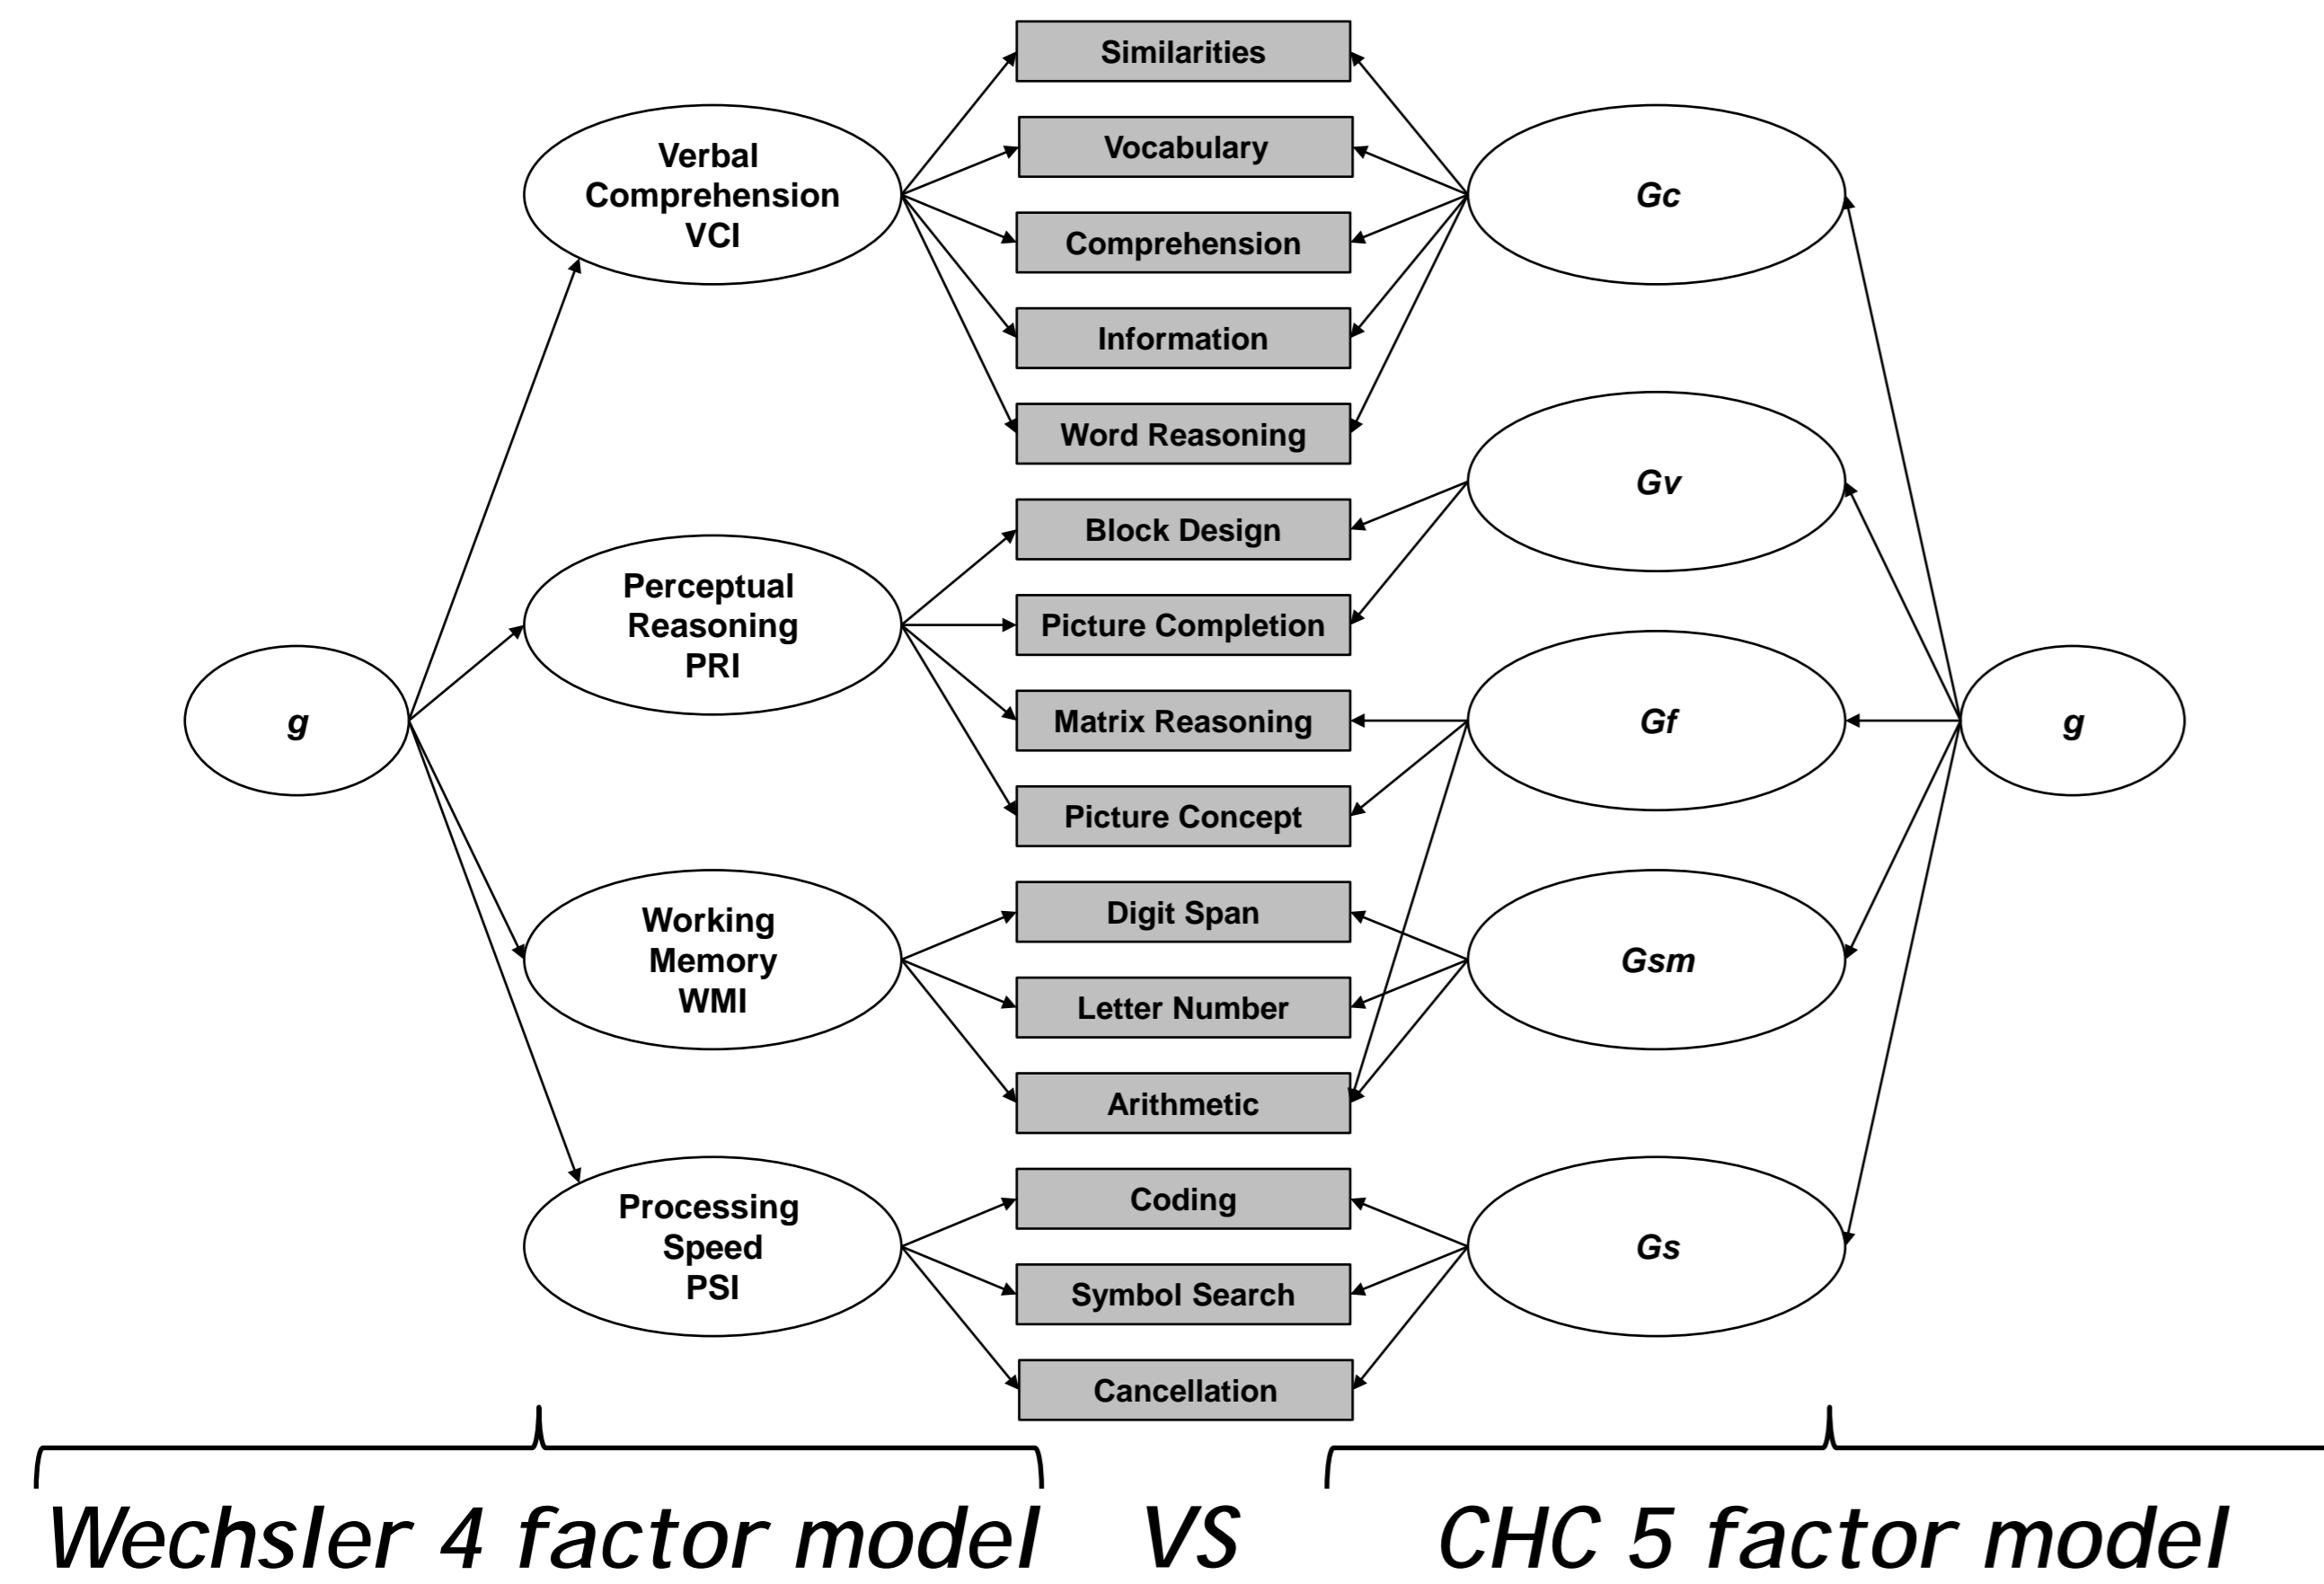 Similarities
Vocabulary
Comprehension
Information
Word Reasoning
Block Design
Picture Completion
Matrix Reasoning
Picture Concept
Digit Span
Letter Number
Arithmetic
Coding
Symbol Search
Cancellation
Verbal
Comprehension
VCI
Perceptual
Reasoning
PRI
Working
Memory
WMI
Processing
Speed
PSI
g
Gc
Gv
Gf
Gsm
Gs
g
Wechsler 4 factor model VS CHC 5 factor model